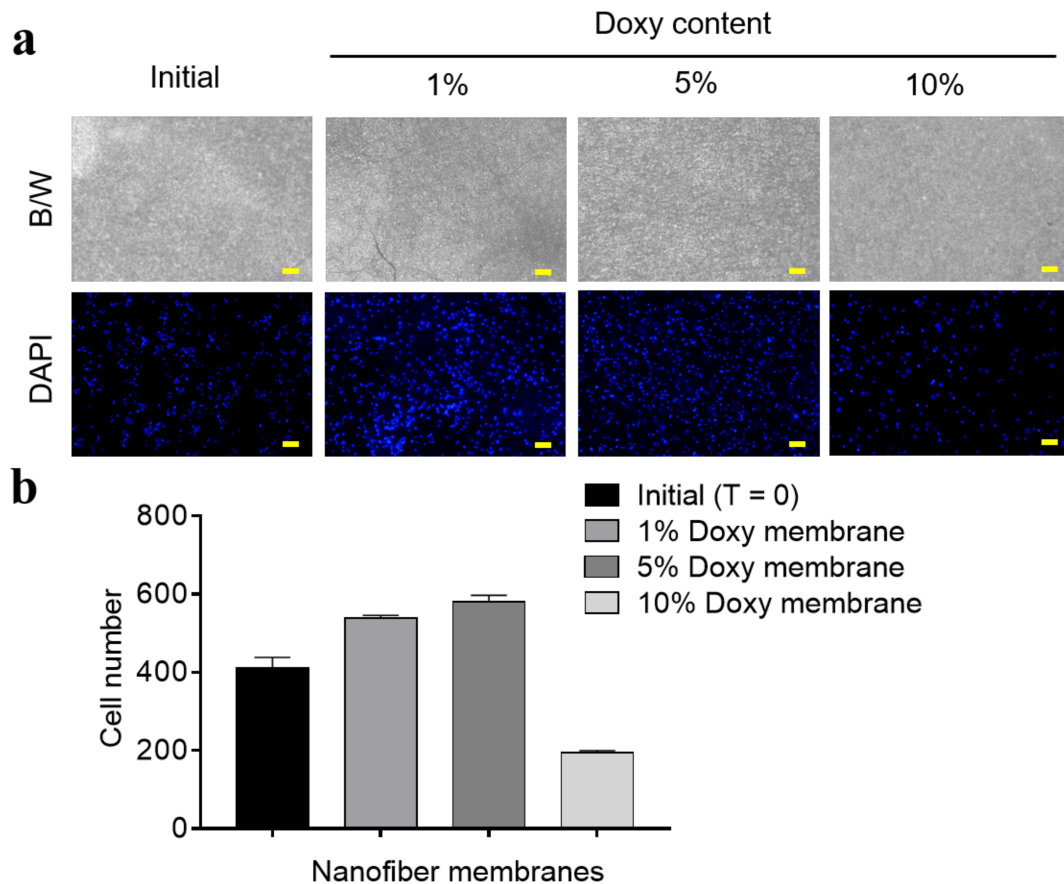 a
Doxy content
Initial
1%
5%
10%
B/W
DAPI
b
Initial (T = 0)
1% Doxy membrane
5% Doxy membrane
10% Doxy membrane
800
600
400
200
0
Cell number
Nanofiber membranes